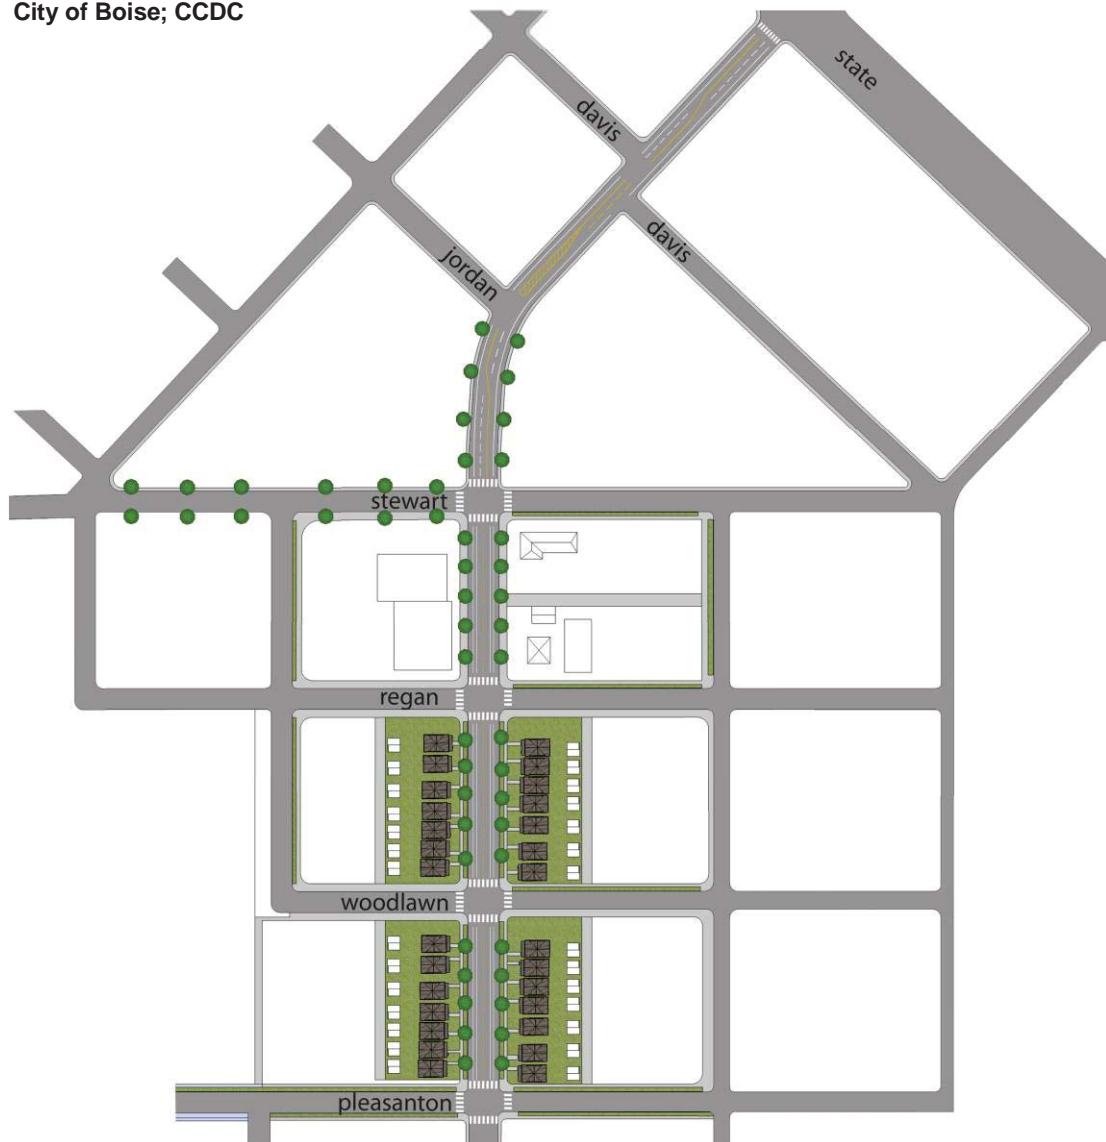 City of Boise; CCDC
state
davis
davis
jordan
stewart
regan
woodlawn
pleasanton